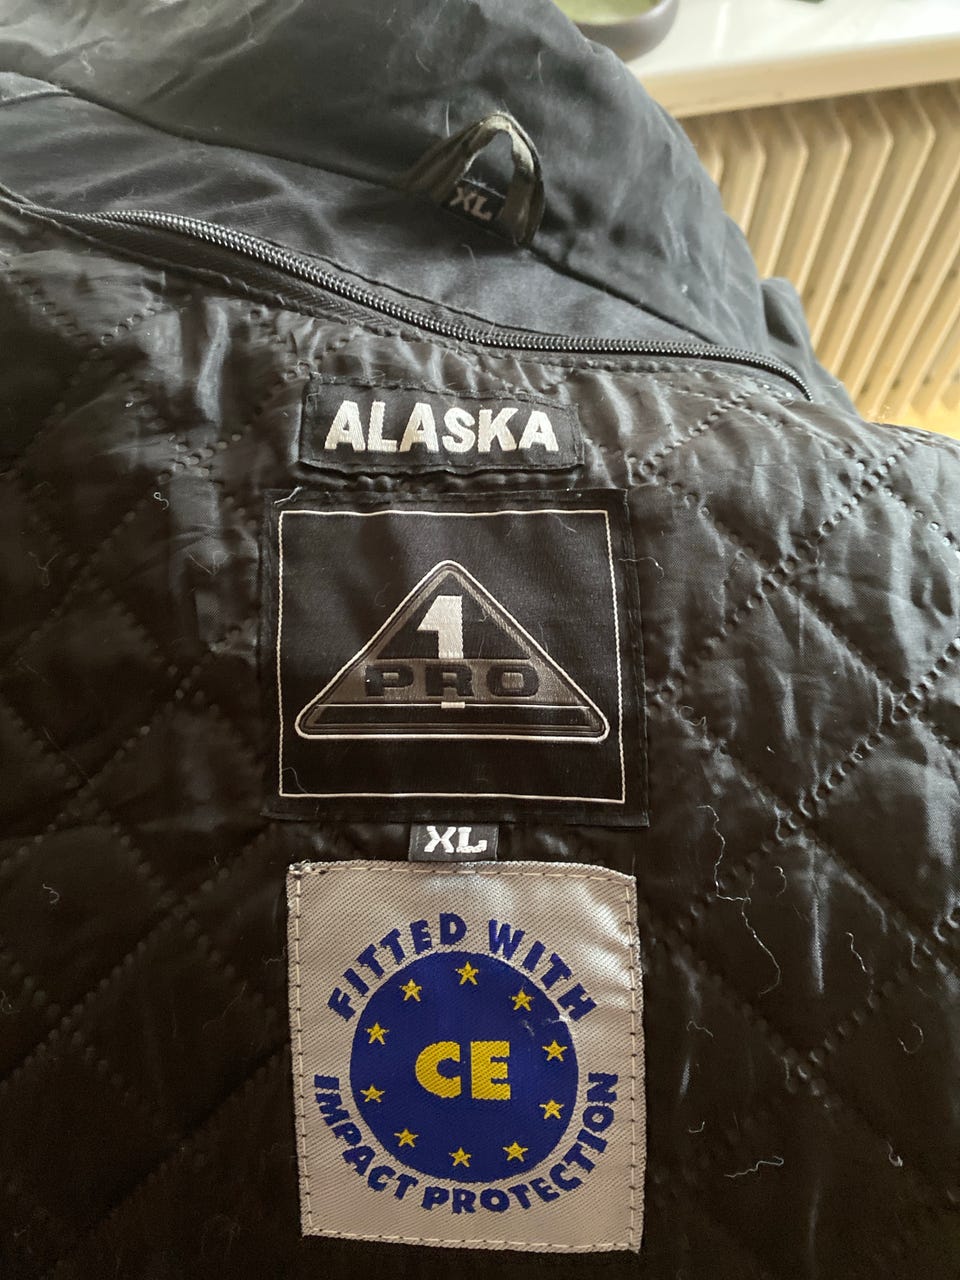 XL
ALASKA
1
PRO
XL
FITTED WITH
CE
IMPACT PROTECTION